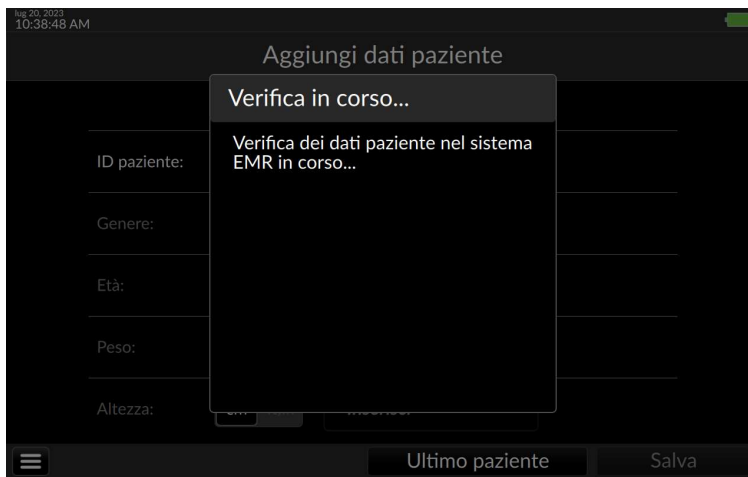 lug 20, 2023
10:38:48 AM
Aggiungi dati paziente
Verifica in corso...
Verifica dei dati paziente nel sistema
EMR in corso...
ID paziente:
Genere:
Età:
Peso:
Altezza:
cm
Ultimo paziente
Salva